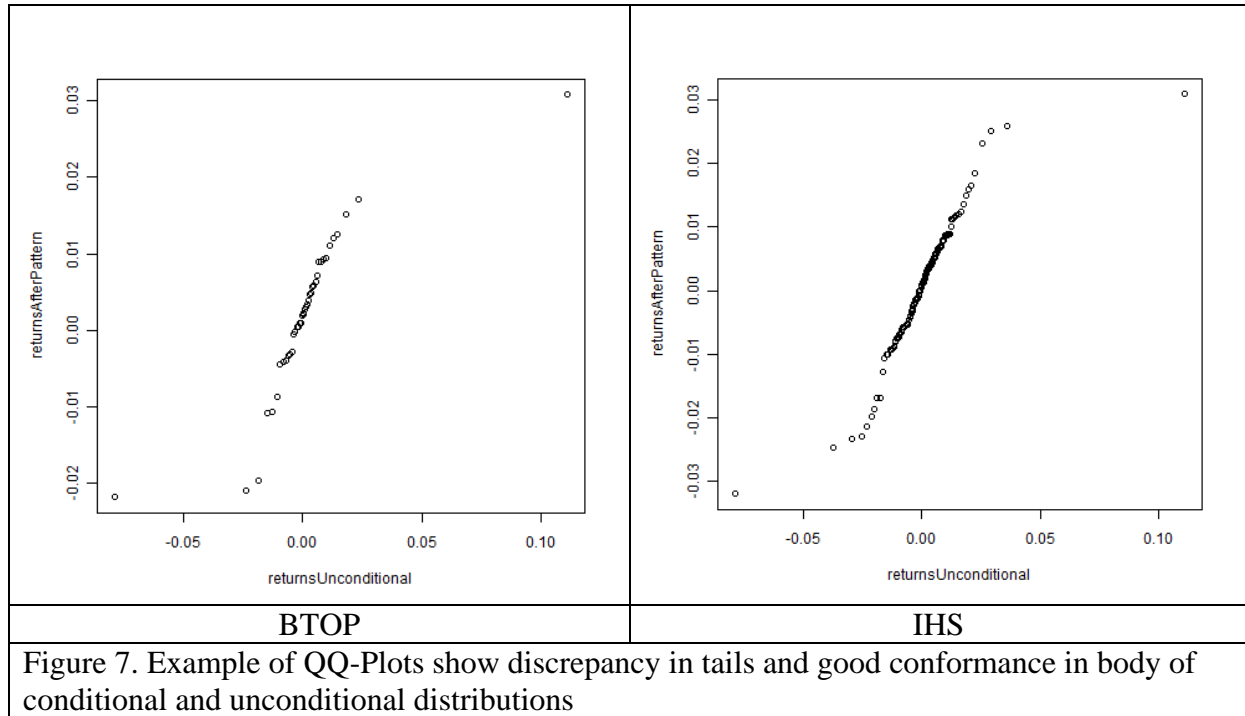 0.03
0.02
0.01
0.00
-0.01
-0.02
returnsAfterPattern
-0.05
0.00
0.05
0.10
returnsUnconditional
0.03
0.02
0.01
0.00
-0.01
-0.02
-0.03
returnsAfterPattern
-0.05
0.00
0.05
0.10
returnsUnconditional
BTOP
IHS
Figure 7. Example of QQ-Plots show discrepancy in tails and good conformance in body of
conditional and unconditional distributions